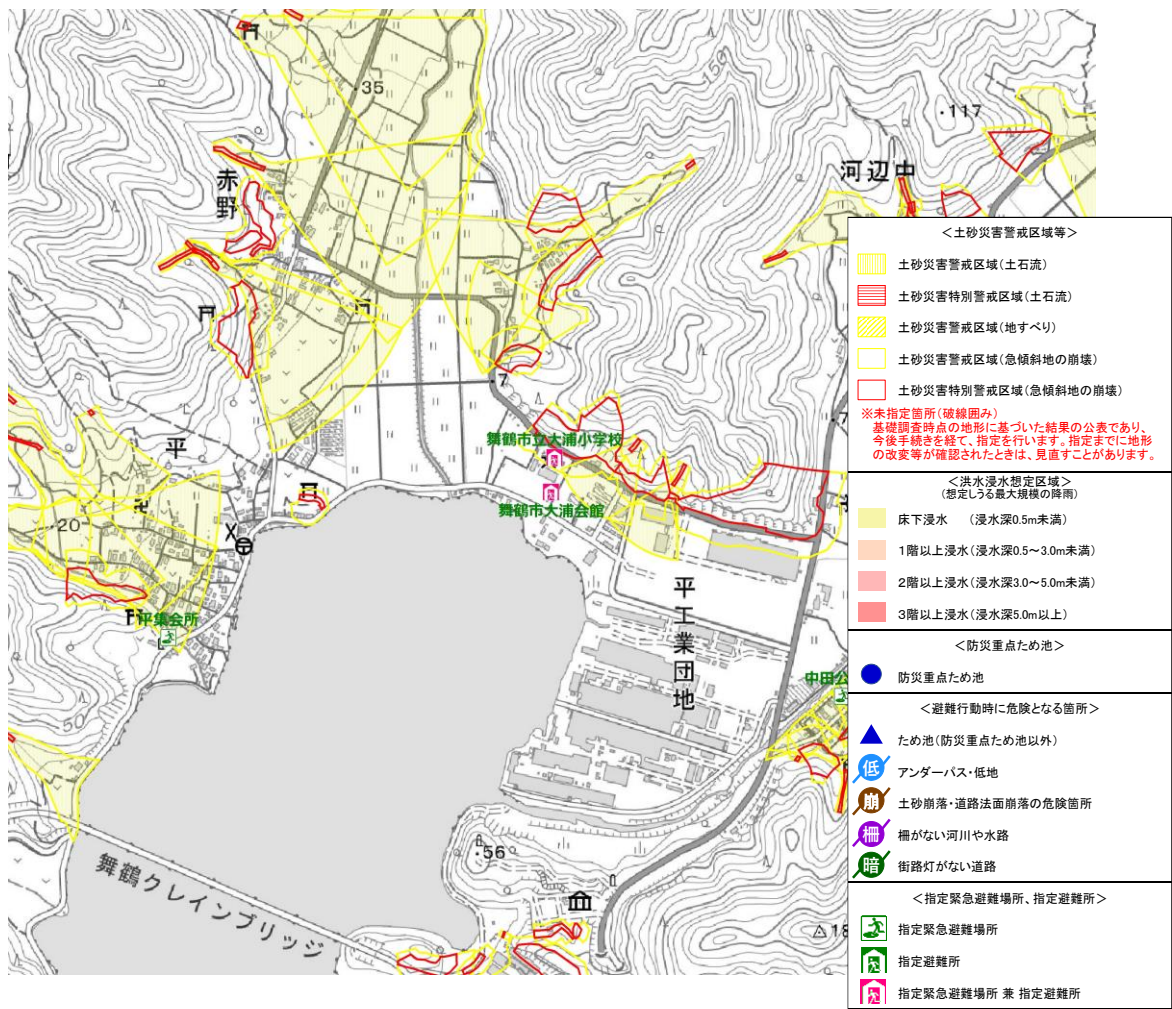 35
・117
150
河辺中
赤野
7
舞鶴市立大浦小学校
舞鶴市大浦会館
平
20
平集会所
平工業団地
中田公
50
・56
舞鶴クレインブリッジ
△18
＜土砂災害警戒区域等＞
土砂災害警戒区域(土石流)
土砂災害特別警戒区域(土石流)
土砂災害警戒区域(地すべり)
土砂災害警戒区域(急傾斜地の崩壊)
土砂災害特別警戒区域(急傾斜地の崩壊)
※未指定箇所(破線囲み)
基礎調査時点の地形に基づいた結果の公表であり、
今後手続きを経て、指定を行います。指定までに地形
の改変等が確認されたときは、見直すことがあります。
＜洪水浸水想定区域＞
(想定しうる最大規模の降雨)
床下浸水 (浸水深0.5m未満)
1階以上浸水(浸水深0.5～3.0m未満)
2階以上浸水(浸水深3.0～5.0m未満)
3階以上浸水(浸水深5.0m以上)
＜防災重点ため池＞
防災重点ため池
＜避難行動時に危険となる箇所＞
ため池(防災重点ため池以外)
低 アンダーパス・低地
崩 土砂崩落・道路法面崩落の危険箇所
柵 柵がない河川や水路
暗 街路灯がない道路
＜指定緊急避難場所、指定避難所＞
指定緊急避難場所
指定避難所
指定緊急避難場所 兼 指定避難所